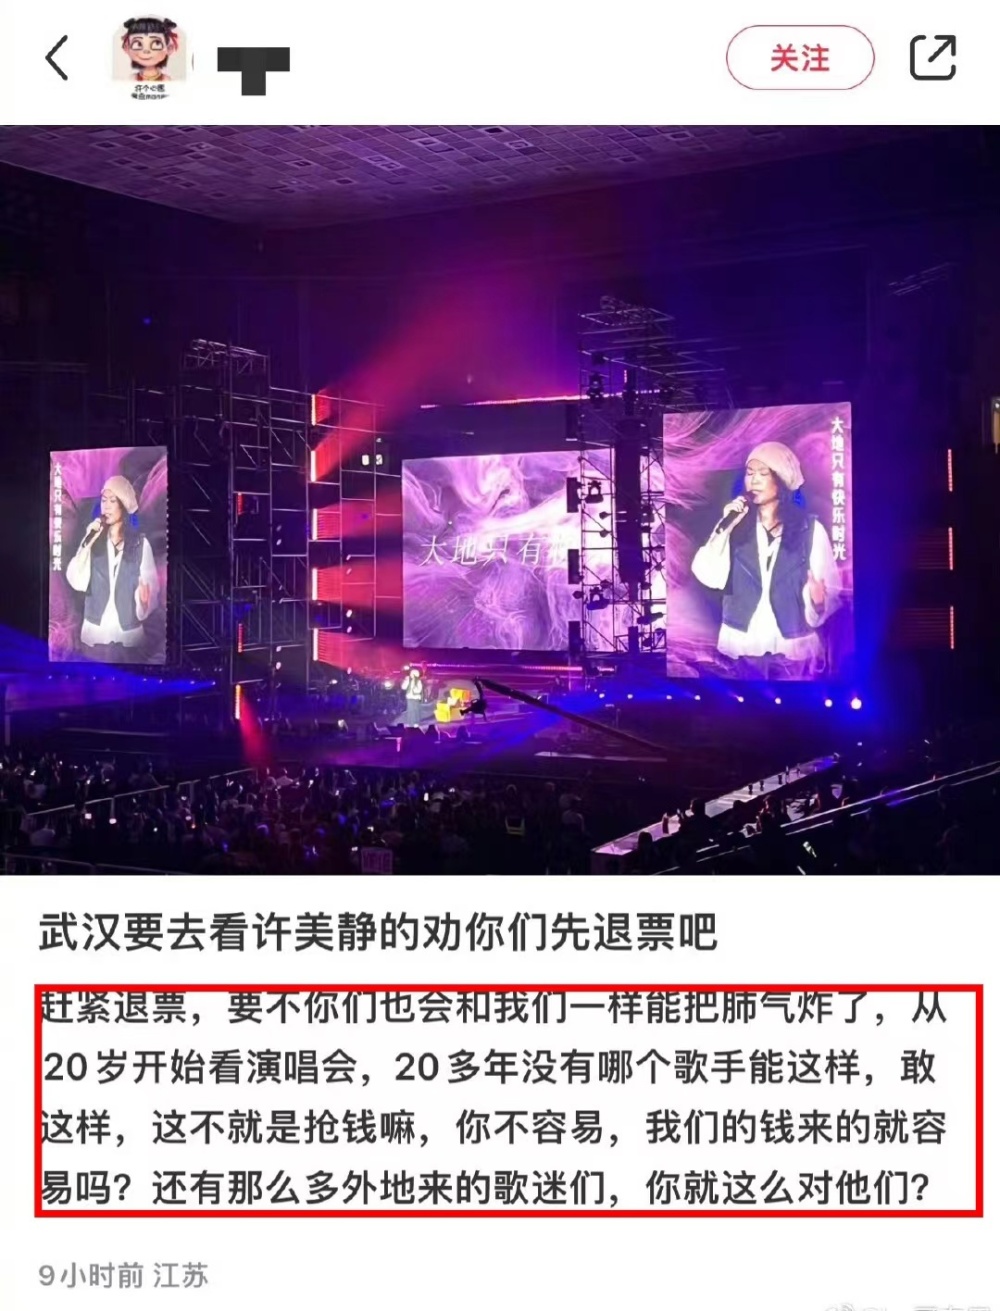 许个心愿
关注
大地只有快乐时光
大地只有
大地只有快乐时光
武汉要去看许美静的劝你们先退票吧
赶紧退票，要不你们也会和我们一样能把肺气炸了，从
20岁开始看演唱会，20多年没有哪个歌手能这样，敢
这样，这不就是抢钱嘛，你不容易，我们的钱来的就容
易吗？还有那么多外地来的歌迷们，你就这么对他们？
9小时前 江苏